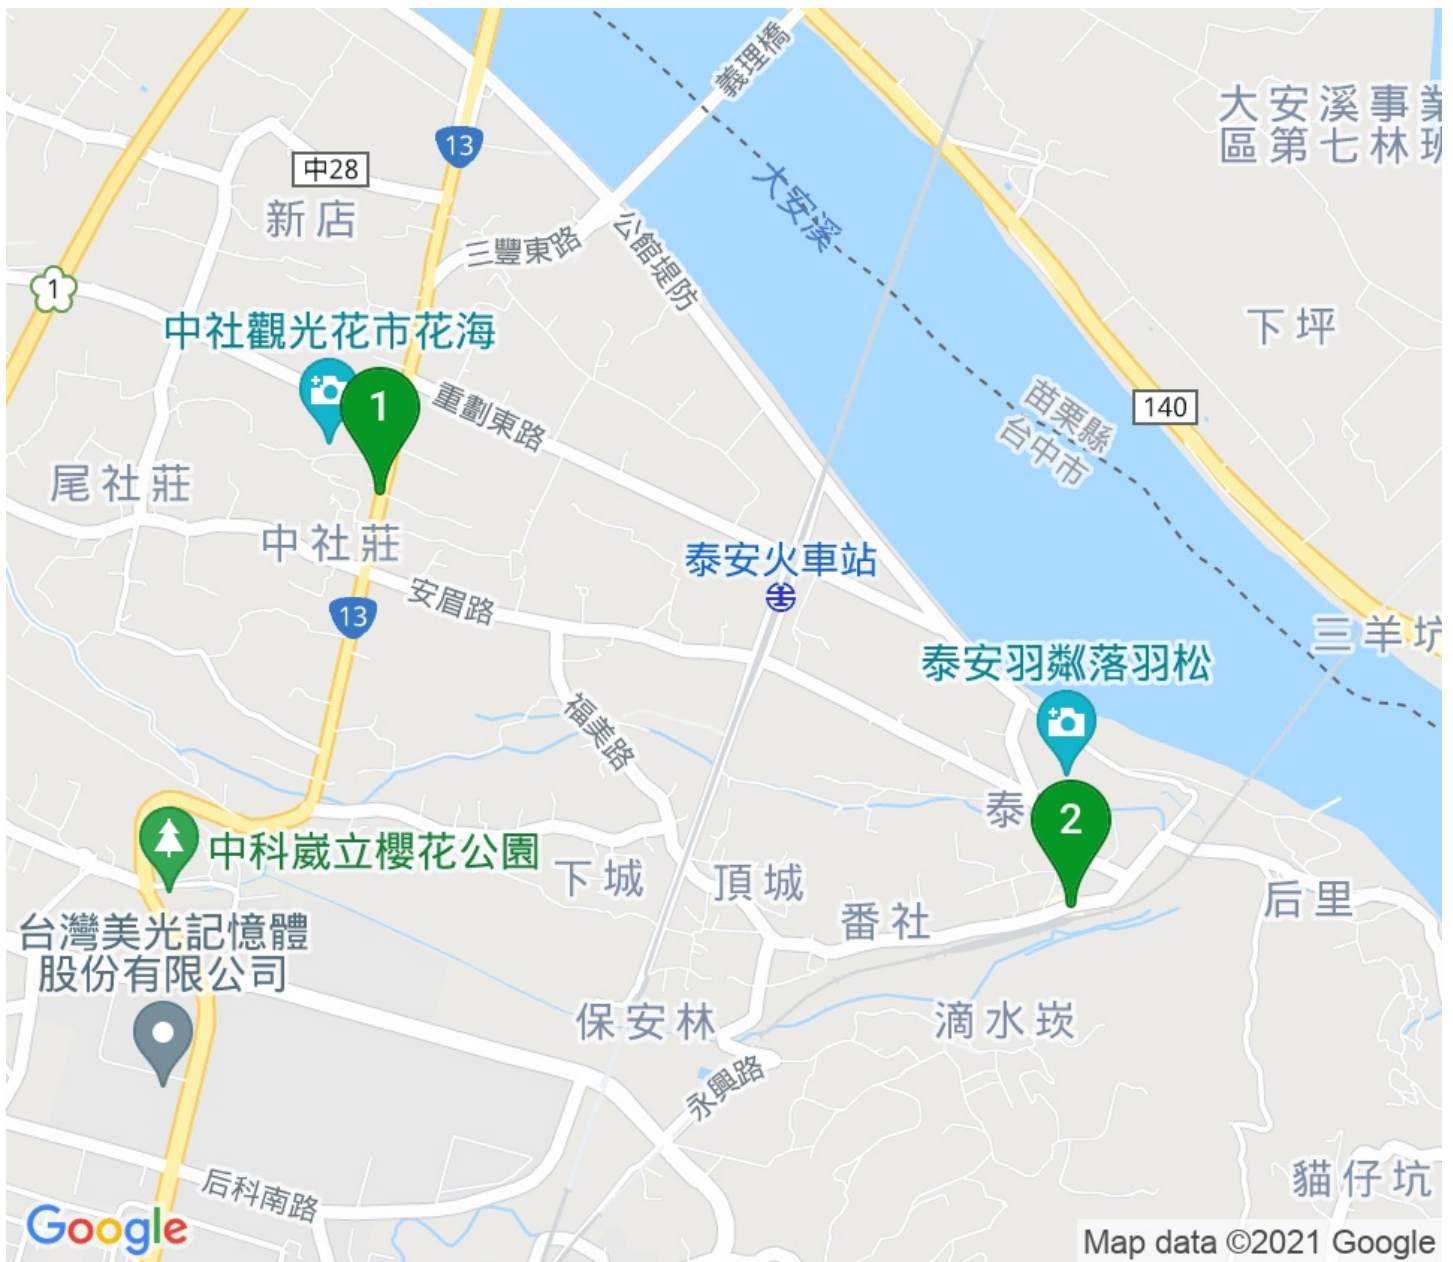 義理橋
大安溪事業
區第七林班
13
中28
新店
大安溪
三豐東路
公館堤防
1
中社觀光花市花海
下坪
1
重劃東路
苗栗縣
台中市
140
尾社莊
中社莊
泰安火車站
安眉路
13
三羊坑
泰安羽粼落羽松
福美路
泰
2
中科崴立櫻花公園
下城
頂城
后里
番社
台灣美光記憶體
股份有限公司
保安林
滴水崁
永興路
后科南路
貓仔坑
Google
Map data ©2021 Google